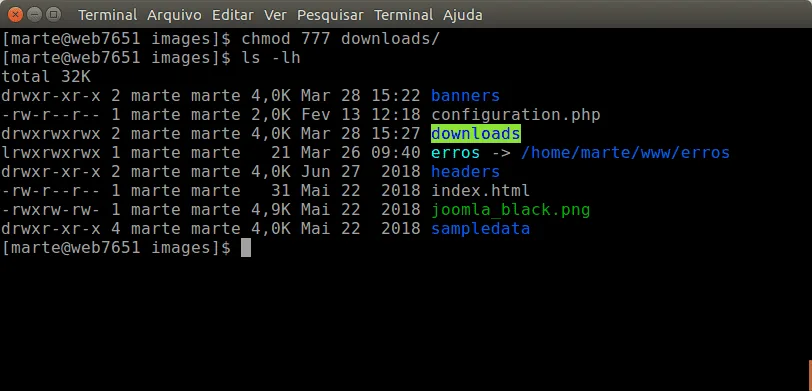 Terminal Arquivo Editar Ver Pesquisar Terminal Ajuda
[marte@web7651 images]$ chmod 777 downloads/
[marte@web7651 images]$ ls -lh
total 32K
drwxr-xr-x 2 marte marte 4,0K Mar 28 15:22 banners
-rw-r--r-- 1 marte marte 2,0K Fev 13 12:18 configuration.php
drwxrwxrwx 2 marte marte 4,0K Mar 28 15:27 downloads
lrwxrwxrwx 1 marte marte   21 Mar 26 09:40 erros -> /home/marte/www/erros
drwxr-xr-x 2 marte marte 4,0K Jun 27  2018 headers
-rw-r--r-- 1 marte marte   31 Mai 22  2018 index.html
-rwxrw-rw- 1 marte marte 4,9K Mai 22  2018 joomla_black.png
drwxr-xr-x 4 marte marte 4,0K Mai 22  2018 sampledata
[marte@web7651 images]$